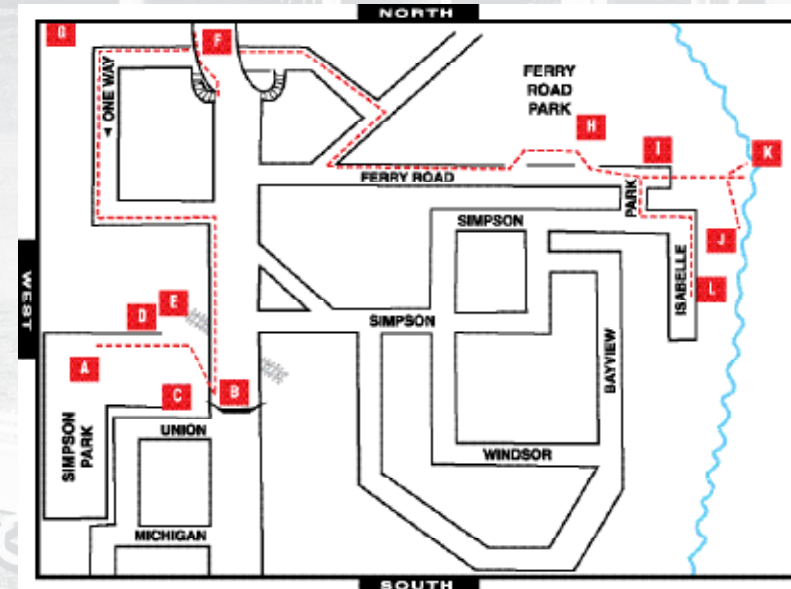 NORTH
G
F
◄ ONE WAY
FERRY
ROAD
PARK
H
I
K
FERRY ROAD
PARK
SIMPSON
J
WEST
ISABELLE
L
E
D
SIMPSON
BAYVIEW
A
SIMPSON
PARK
C
B
UNION
WINDSOR
MICHIGAN
SOUTH